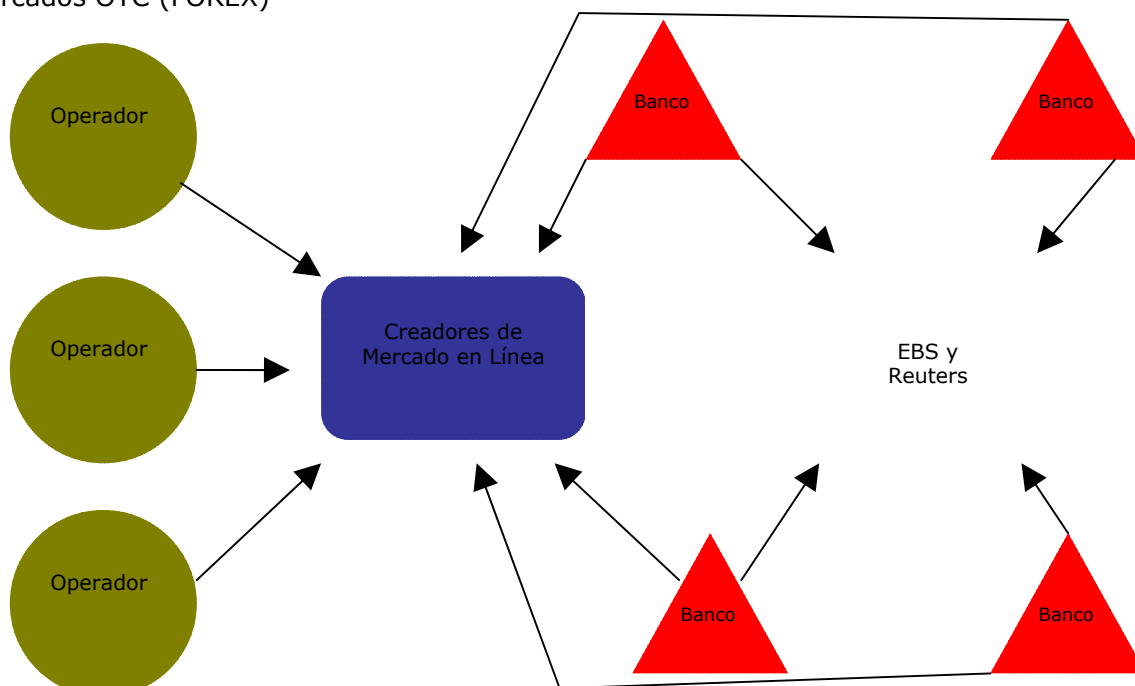 rcados OTC (FOREX)
Operador
Banco
Banco
Operador
Creadores de
Mercado en Línea
EBS y
Reuters
Operador
Banco
Banco